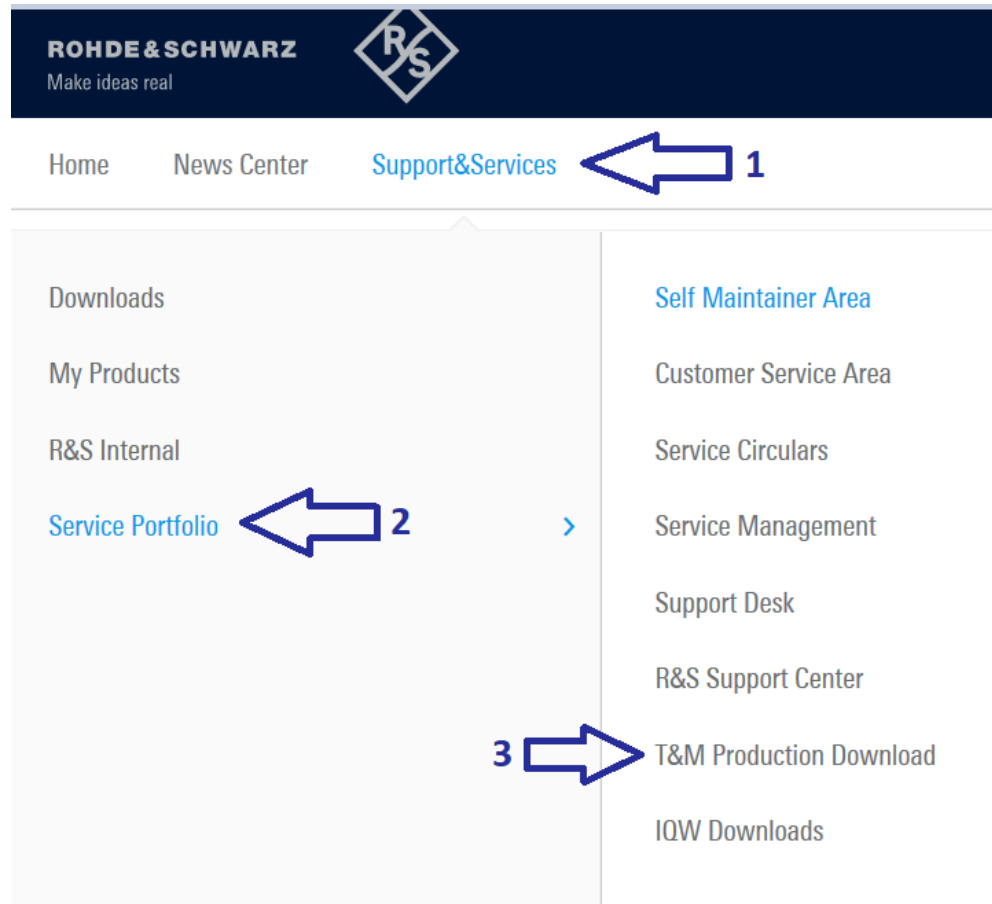 ROHDE&SCHWARZ
Make ideas real
R&S
Home News Center Support&Services 1
Downloads
My Products
R&S Internal
Service Portfolio 2 >
Self Maintainer Area
Customer Service Area
Service Circulars
Service Management
Support Desk
R&S Support Center
3 T&M Production Download
IQW Downloads